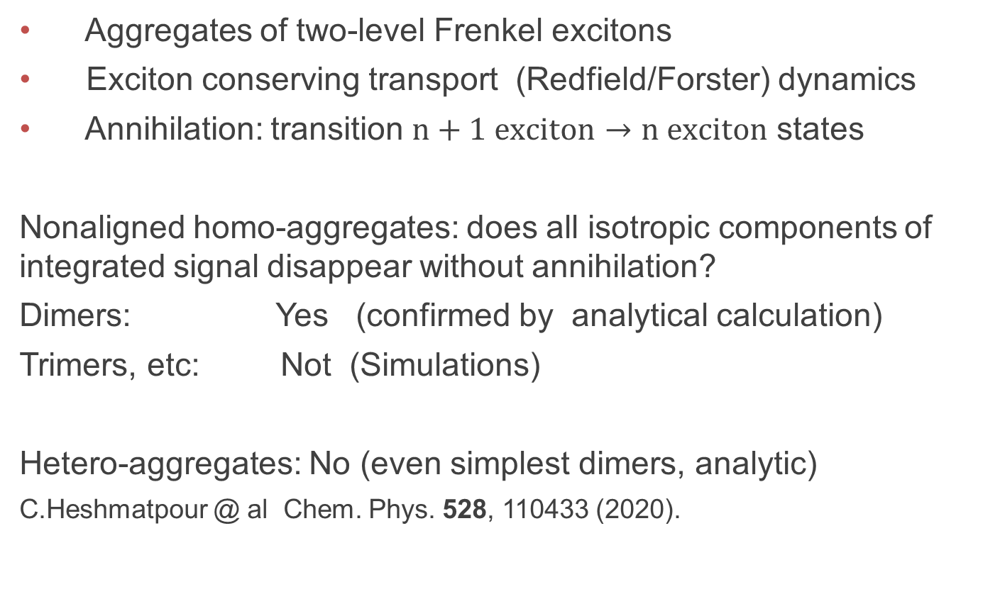 • Aggregates of two-level Frenkel excitons
• Exciton conserving transport (Redfield/Forster) dynamics
• Annihilation: transition n + 1 exciton → n exciton states
Nonaligned homo-aggregates: does all isotropic components of
integrated signal disappear without annihilation?
Dimers: Yes (confirmed by analytical calculation)
Trimers, etc: Not (Simulations)
Hetero-aggregates: No (even simplest dimers, analytic)
C.Heshmatpour @ al Chem. Phys. 528, 110433 (2020).